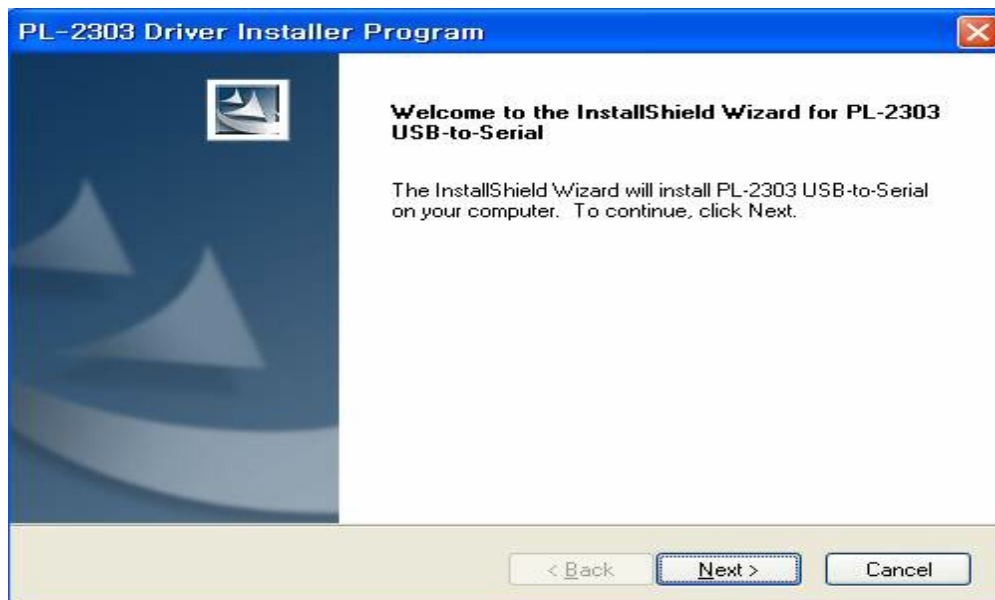 PL-2303 Driver Installer Program
Welcome to the InstallShield Wizard for PL-2303
USB-to-Serial
The InstallShield Wizard will install PL-2303 USB-to-Serial
on your computer. To continue, click Next.
< Back
Next >
Cancel